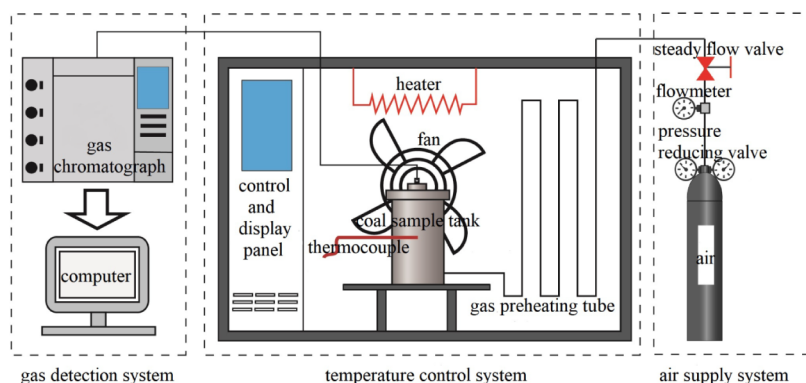 gas
chromatograph
computer
gas detection system
heater
fan
control
and
display
panel
coal sample tank
thermocouple
gas preheating tube
temperature control system
steady flow valve
flowmeter
pressure
reducing valve
air
air supply system